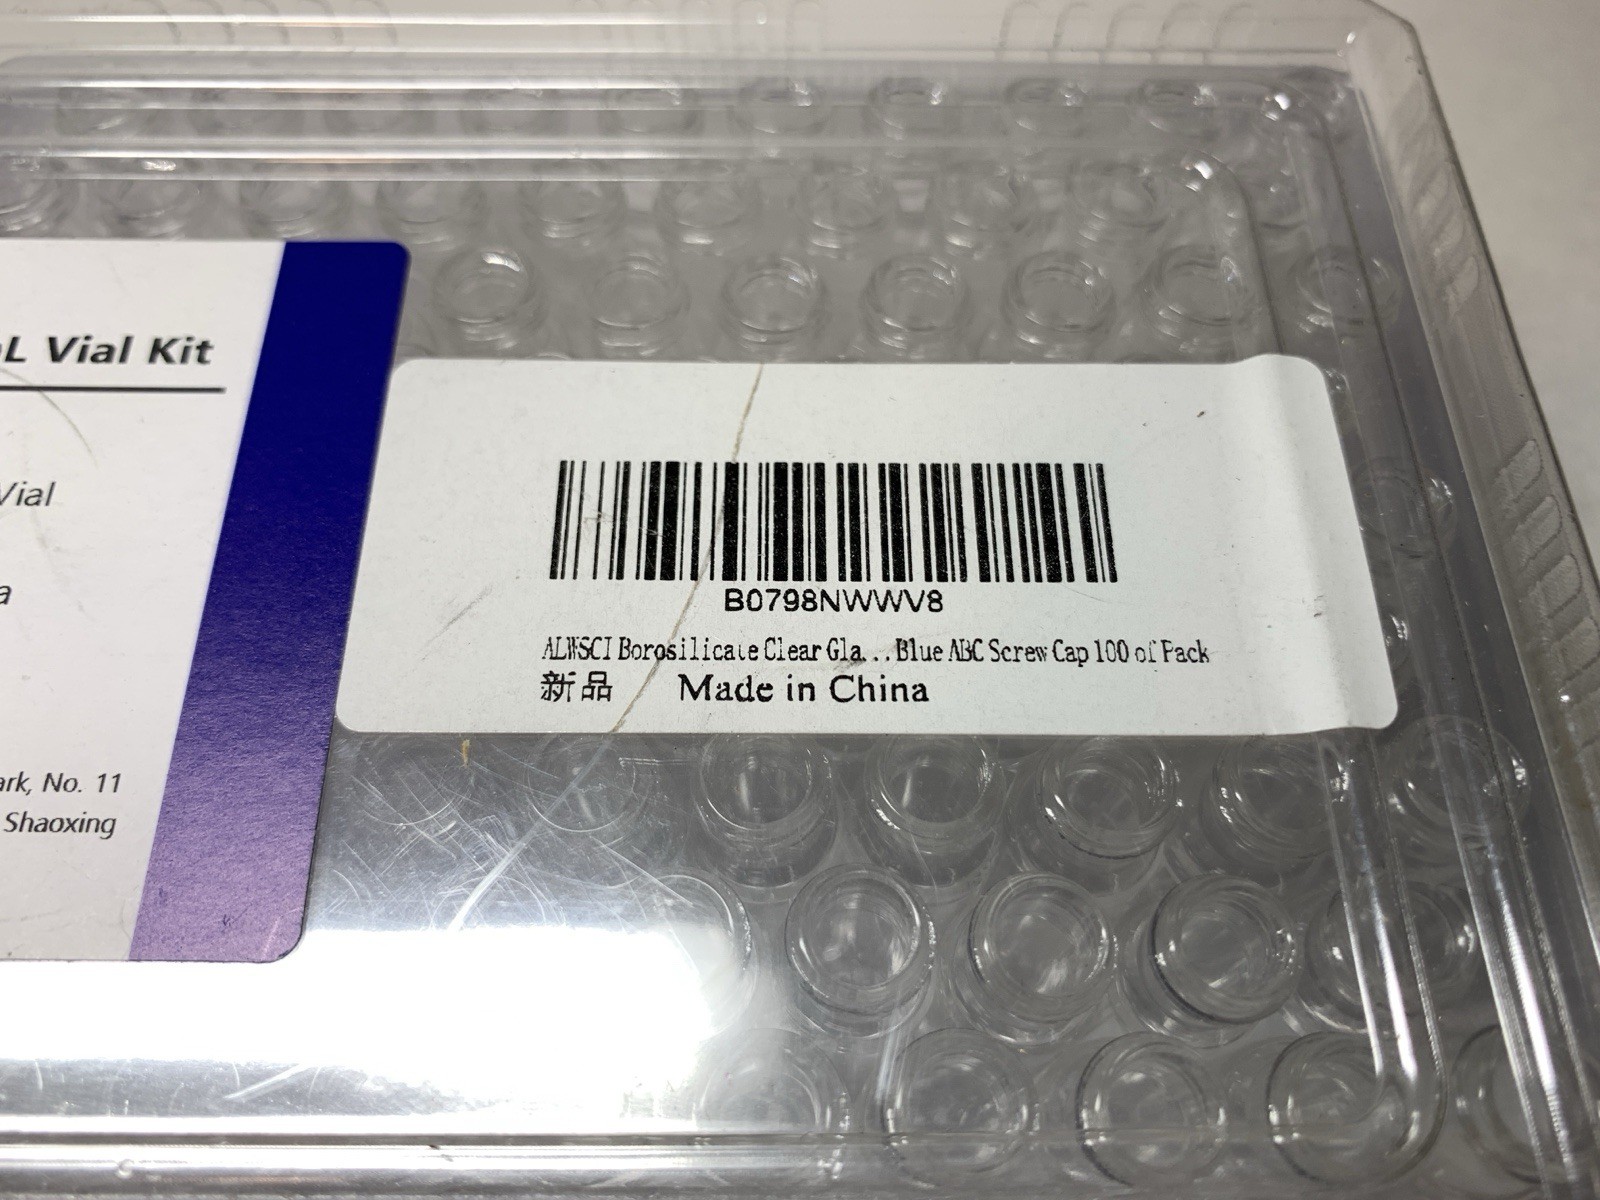 L Vial Kit
Vial
a
ark, No. 11
Shaoxing
B0798NWWV8
ALWSCI Borosilicate Clear Gla...Blue ABC Screw Cap 100 of Pack
新品 Made in China